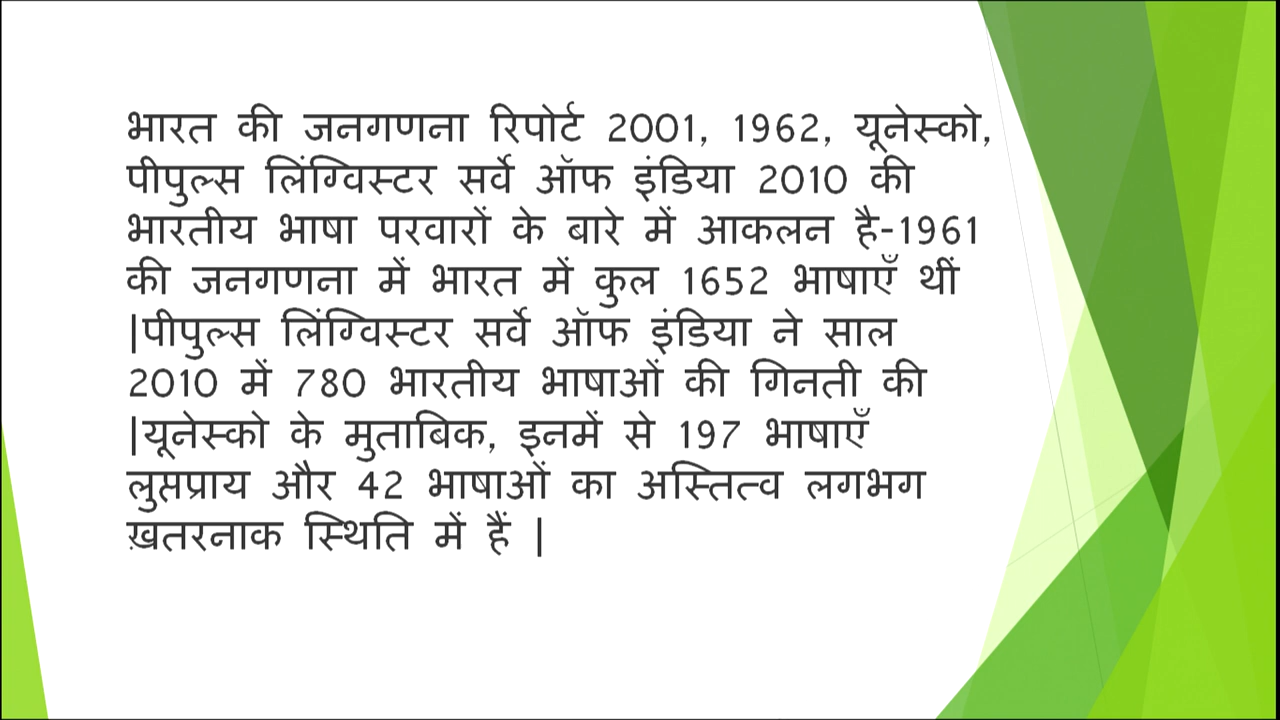 भारत की जनगणना रिपोर्ट 2001, 1962, यूनेस्को,
पीपुल्स लिंग्विस्टर सर्वे ऑफ इंडिया 2010 की
भारतीय भाषा परवारों के बारे में आकलन है-1961
की जनगणना में भारत में कुल 1652 भाषाएँ थीं
|पीपुल्स लिंग्विस्टर सर्वे ऑफ इंडिया ने साल
2010 में 780 भारतीय भाषाओं की गिनती की
|यूनेस्को के मुताबिक, इनमें से 197 भाषाएँ
लुप्तप्राय और 42 भाषाओं का अस्तित्व लगभग
ख़तरनाक स्थिति में हैं |